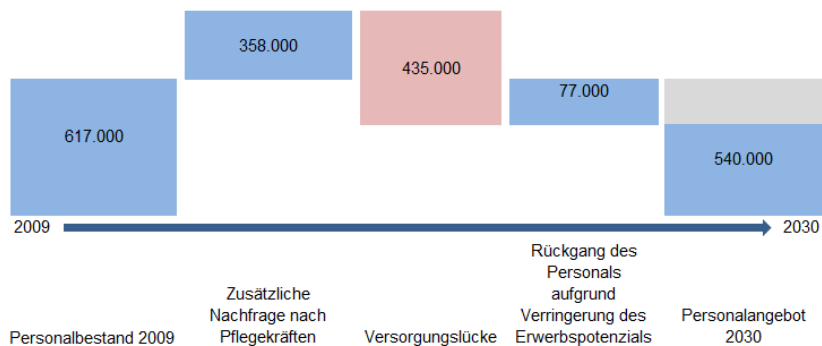 358.000
435.000
77.000
617.000
540.000
2009
2030
Personalbestand 2009
Zusätzliche
Nachfrage nach
Pflegekräften
Versorgungslücke
Rückgang des
Personals
aufgrund
Verringerung des
Erwerbspotenzials
Personalangebot
2030